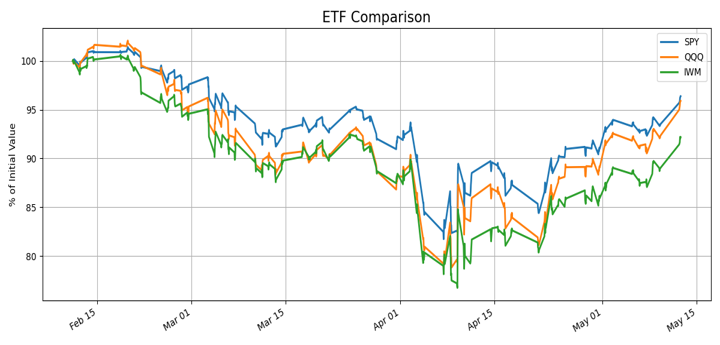 ETF Comparison
SPY
QQQ
IWM
% of Initial Value
100
95
90
85
80
Feb 15
Mar 01
Mar 15
Apr 01
Apr 15
May 01
May 15